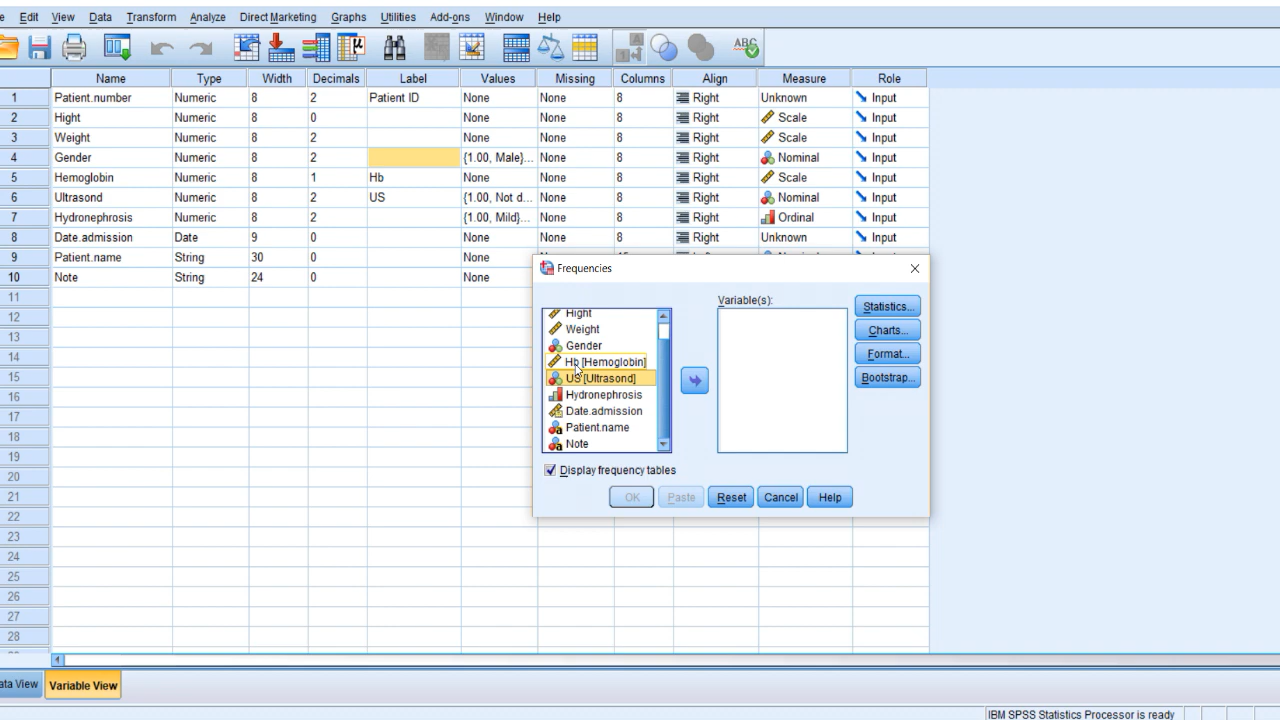 e Edit View Data Transform Analyze Direct Marketing Graphs Utilities Add-ons Window Help
Name Type Width Decimals Label Values Missing Columns Align Measure Role
1 Patient.number Numeric 8 2 Patient ID None None 8 Right Unknown Input
2 Hight Numeric 8 0 None None 8 Right Scale Input
3 Weight Numeric 8 2 None None 8 Right Scale Input
4 Gender Numeric 8 2 {1.00, Male}... None 8 Right Nominal Input
5 Hemoglobin Numeric 8 1 Hb None None 8 Right Scale Input
6 Ultrasond Numeric 8 2 US {1.00, Not d... None 8 Right Nominal Input
7 Hydronephrosis Numeric 8 2 {1.00, Mild}... None 8 Right Ordinal Input
8 Date.admission Date 9 0 None None 8 Right Unknown Input
9 Patient.name String 30 0 None
10 Note String 24 0 None
11
12
13
14
15
16
17
18
19
20
21
22
23
24
25
26
27
28
Frequencies
Variable(s):
Hight
Weight
Gender
Hb [Hemoglobin]
US [Ultrasond]
Hydronephrosis
Date.admission
Patient.name
Note
Statistics...
Charts...
Format...
Bootstrap...
Display frequency tables
OK Paste Reset Cancel Help
ata View Variable View
IBM SPSS Statistics Processor is ready